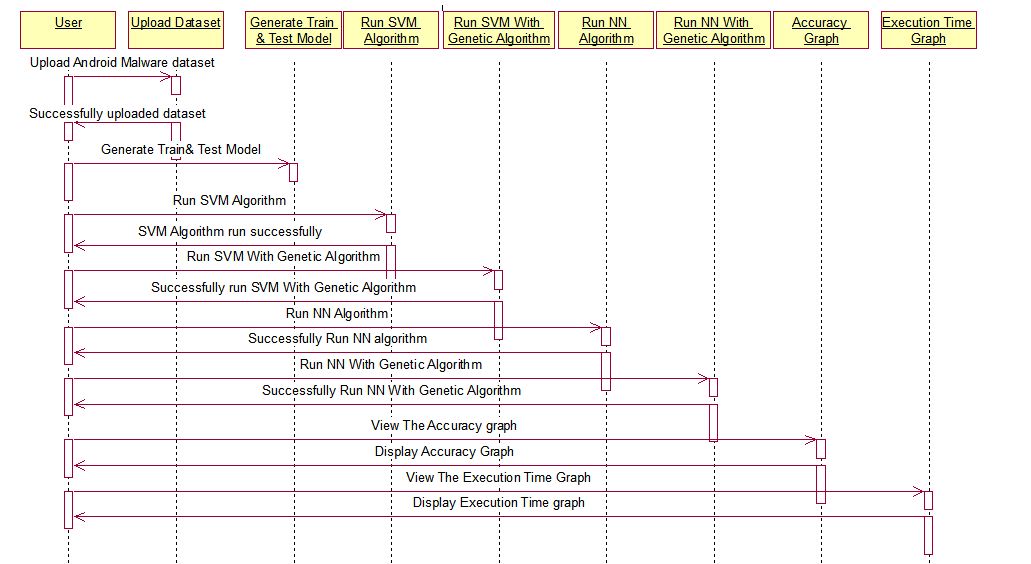 User
Upload Dataset
Generate Train
& Test Model
Run SVM
Algorithm
Run SVM With
Genetic Algorithm
Run NN
Algorithm
Run NN With
Genetic Algorithm
Accuracy
Graph
Execution Time
Graph
Upload Android Malware dataset
Successfully uploaded dataset
Generate Train& Test Model
Run SVM Algorithm
SVM Algorithm run successfully
Run SVM With Genetic Algorithm
Successfully run SVM With Genetic Algorithm
Run NN Algorithm
Successfully Run NN algorithm
Run NN With Genetic Algorithm
Successfully Run NN With Genetic Algorithm
View The Accuracy graph
Display Accuracy Graph
View The Execution Time Graph
Display Execution Time graph